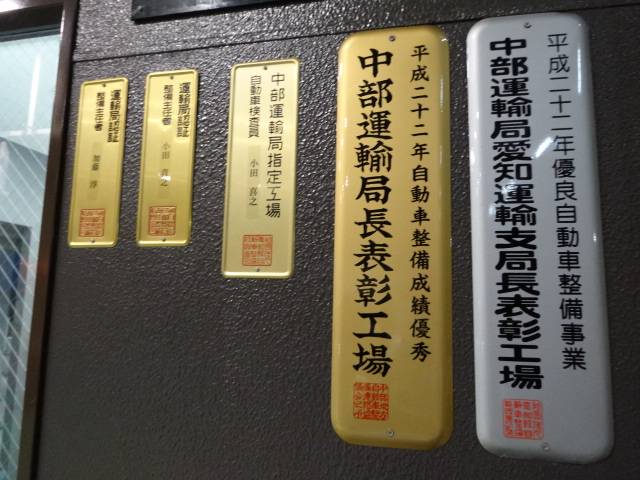 平成二十二年優良自動車整備事業
中部運輸局愛知運輸支局長表彰工場
平成二十二年自動車整備成績優秀
中部運輸局長表彰工場
中部運輸局指定工場
自動車検査員
小田 喜之
運輸局認証
整備主任者
小田 喜之
運輸局認証
整備主任者
加藤 淳